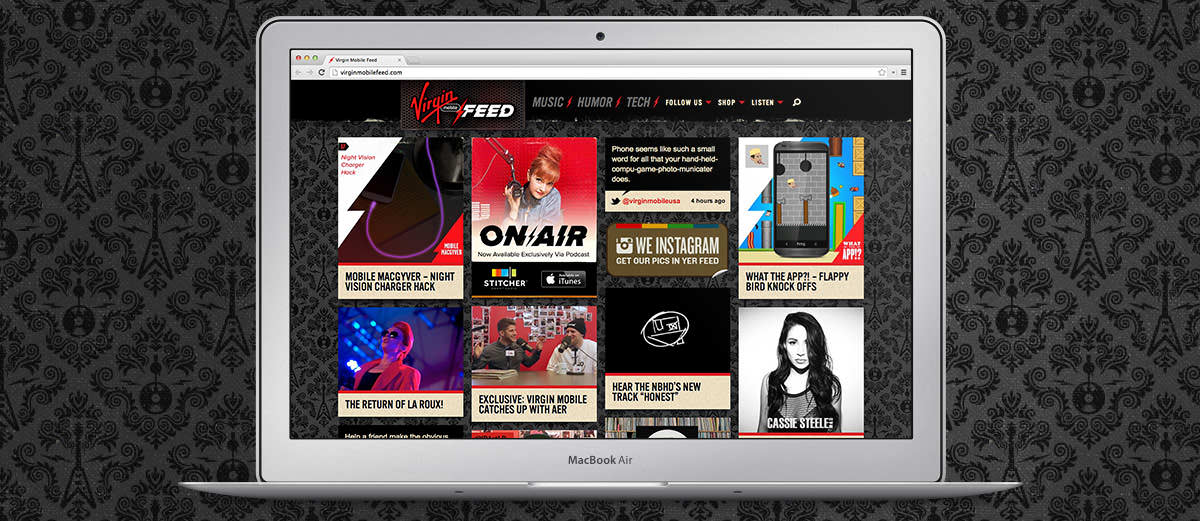 Virgin Mobile Feed
virginmobilefeed.com
Virgin mobile FEED
MUSIC HUMOR TECH FOLLOW US SHOP LISTEN
Night Vision
Charger
Hack
MOBILE
MACGYVER
MOBILE MACGYVER – NIGHT
VISION CHARGER HACK
ON AIR
Now Available Exclusively Via Podcast
STITCHER
Available on
iTunes
Phone seems like such a small
word for all that your hand-held-
compu-game-photo-municater
does.
@virginmobileusa 4 hours ago
WE INSTAGRAM
GET OUR PICS IN YER FEED
htc
WHAT
THE
APP?!
WHAT THE APP?! – FLAPPY
BIRD KNOCK OFFS
THE RETURN OF LA ROUX!
EXCLUSIVE: VIRGIN MOBILE
CATCHES UP WITH AER
HEAR THE NBHD'S NEW
TRACK “HONEST”
CASSIE STEELE
Help a friend make the obvious
MacBook Air